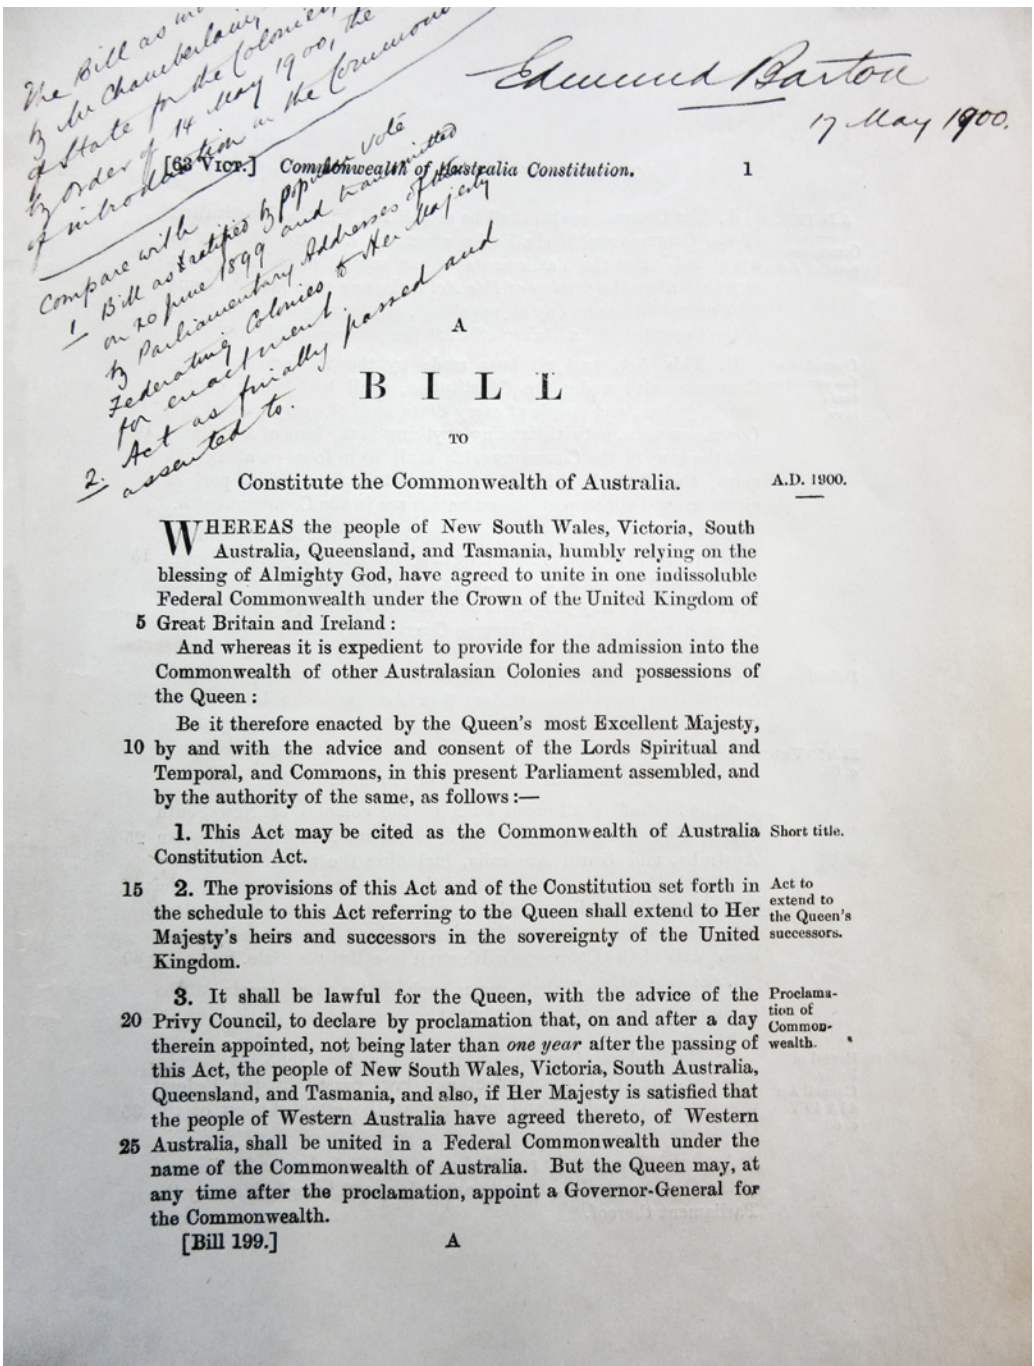 The Bill as
by Mr Chamberlain,
of State for the Colonies,
by order of 14 May 1900, the
of introduction in the Commons
Edmund Barton
17 May 1900.
[63 VICT.] Commonwealth of Australia Constitution. 1
Compare with
1 Bill as ratified by popular vote
on 20 June 1899 and transmitted
by Parliamentary Addresses of the
Federating Colonies to Her Majesty
for enactment.
2. Act as finally passed and
assented to.
A
BILL
TO
Constitute the Commonwealth of Australia. A.D. 1900.
WHEREAS the people of New South Wales, Victoria, South
Australia, Queensland, and Tasmania, humbly relying on the
blessing of Almighty God, have agreed to unite in one indissoluble
Federal Commonwealth under the Crown of the United Kingdom of
5 Great Britain and Ireland :
And whereas it is expedient to provide for the admission into the
Commonwealth of other Australasian Colonies and possessions of
the Queen :
Be it therefore enacted by the Queen's most Excellent Majesty,
10 by and with the advice and consent of the Lords Spiritual and
Temporal, and Commons, in this present Parliament assembled, and
by the authority of the same, as follows :—
1. This Act may be cited as the Commonwealth of Australia Short title.
Constitution Act.
15 2. The provisions of this Act and of the Constitution set forth in Act to
the schedule to this Act referring to the Queen shall extend to Her extend to
the Queen's
Majesty's heirs and successors in the sovereignty of the United successors.
Kingdom.
3. It shall be lawful for the Queen, with the advice of the Proclama-
20 Privy Council, to declare by proclamation that, on and after a day tion of
Common-
therein appointed, not being later than one year after the passing of wealth.
this Act, the people of New South Wales, Victoria, South Australia,
Queensland, and Tasmania, and also, if Her Majesty is satisfied that
the people of Western Australia have agreed thereto, of Western
25 Australia, shall be united in a Federal Commonwealth under the
name of the Commonwealth of Australia. But the Queen may, at
any time after the proclamation, appoint a Governor-General for
the Commonwealth.
[Bill 199.] A